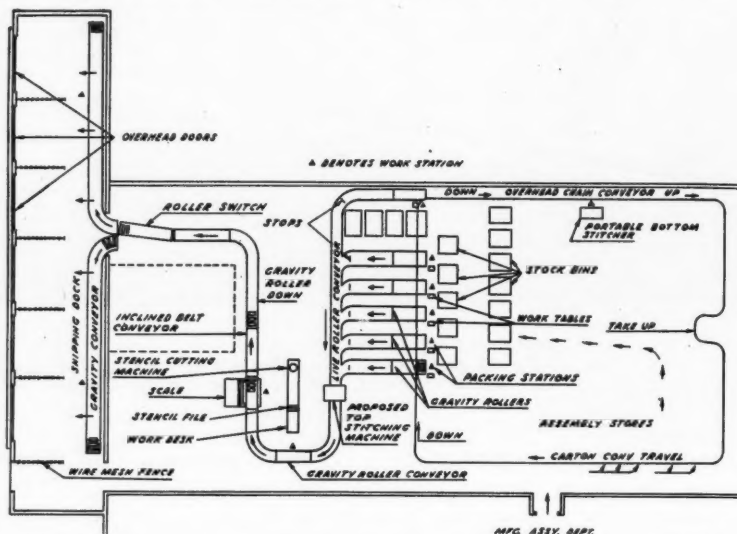 OVERHEAD DOORS
▲ DENOTES WORK STATION
ROLLER SWITCH
STOPS
DOWN
OVERHEAD CHAIN CONVEYOR UP
PORTABLE BOTTOM
STITCHER
STOCK BINS
GRAVITY
ROLLER
DOWN
LIVE ROLLER CONVEYOR
SHIPPING DOCK
GRAVITY CONVEYOR
INCLINED BELT
CONVEYOR
WORK TABLES
TAKE UP
STENCIL CUTTING
MACHINE
SCALE
STENCIL FILE
WORK DESK
PACKING STATIONS
GRAVITY ROLLERS
PROPOSED
TOP
STITCHING
MACHINE
ASSEMBLY STORES
DOWN
WIRE MESH FENCE
GRAVITY ROLLER CONVEYOR
CARTON CONV TRAVEL
MFG. ASSY. DEPT.